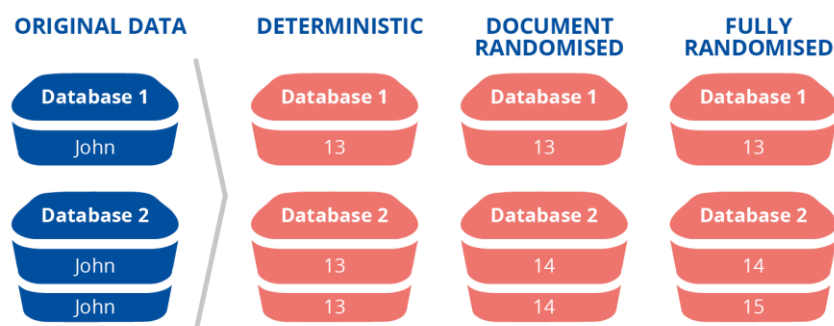 ORIGINAL DATA
DETERMINISTIC
DOCUMENT
RANDOMISED
FULLY
RANDOMISED
Database 1
Database 1
Database 1
Database 1
John
13
13
13
Database 2
Database 2
Database 2
Database 2
John
13
14
14
John
13
14
15